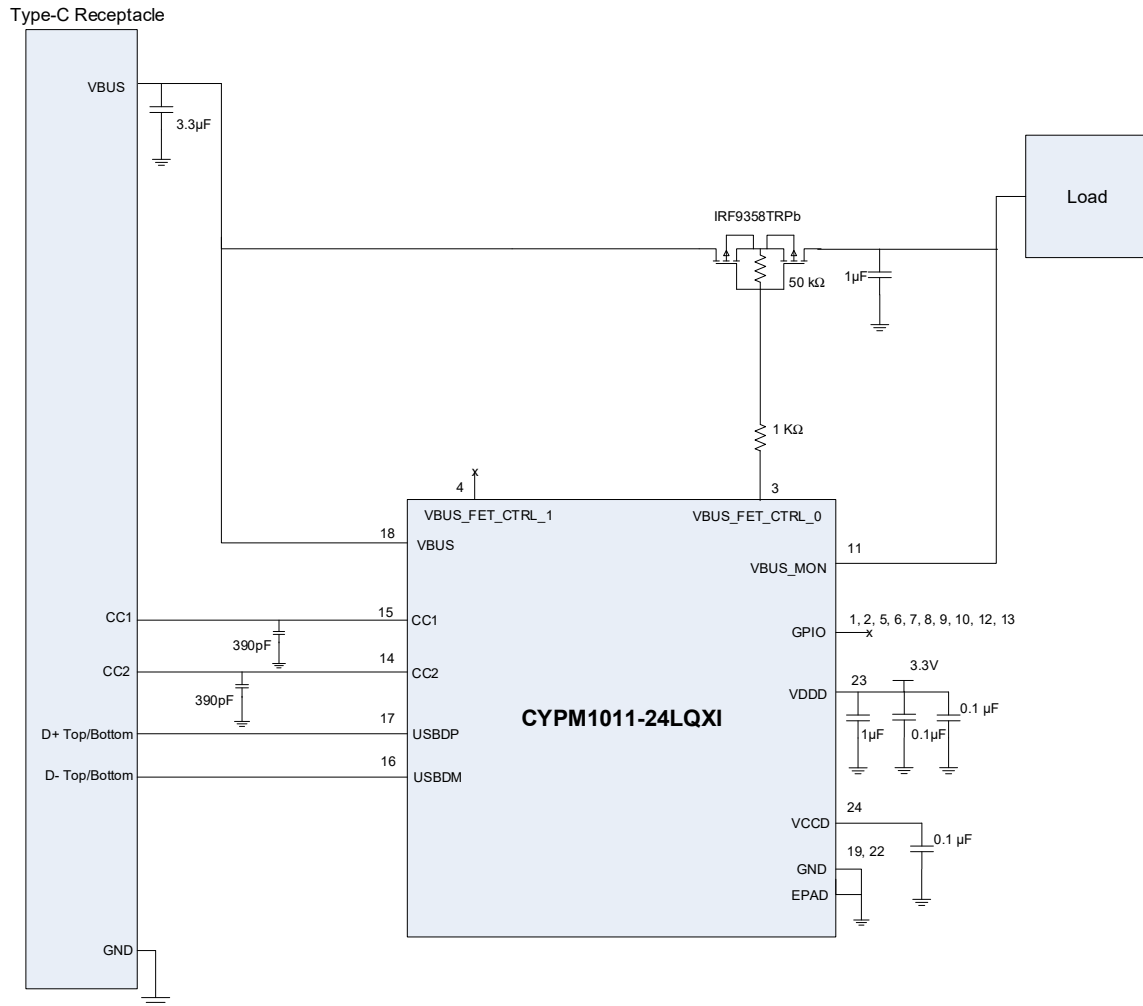 Type-C Receptacle
VBUS
3.3µF
Load
IRF9358TRPb
50 kΩ
1µF
1 KΩ
x
4
3
VBUS_FET_CTRL_1
VBUS_FET_CTRL_0
18
VBUS
11
VBUS_MON
CC1
15
CC1
1, 2, 5, 6, 7, 8, 9, 10, 12, 13
GPIO
x
390pF
CC2
14
CC2
3.3V
23
VDDD
390pF
CYPM1011-24LQXI
0.1 µF
1µF
0.1µF
D+ Top/Bottom
17
USBDP
D- Top/Bottom
16
USBDM
24
VCCD
0.1 µF
19, 22
GND
EPAD
GND